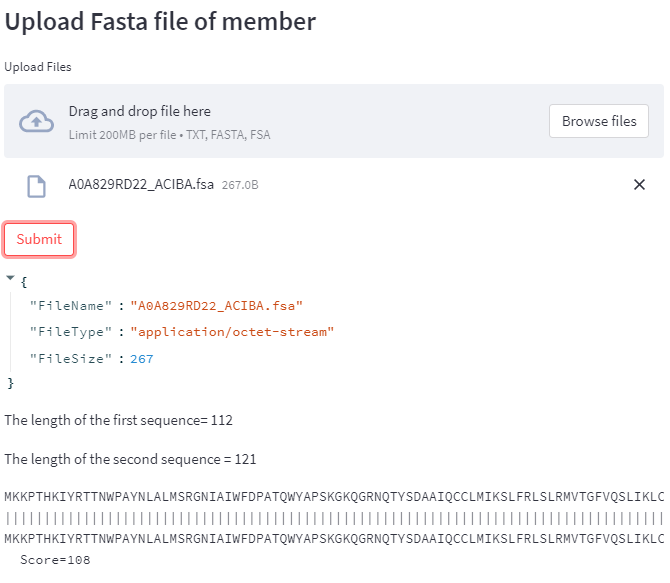 Upload Fasta file of member
Upload Files
Drag and drop file here
Limit 200MB per file • TXT, FASTA, FSA
Browse files
A0A829RD22_ACIBA.fsa 267.0B
Submit
{
"FileName" : "A0A829RD22_ACIBA.fsa"
"FileType" : "application/octet-stream"
"FileSize" : 267
}
The length of the first sequence= 112
The length of the second sequence = 121
MKKPTHKIYRTTNWPAYNLALMSRGNIAIWFDPATQWYAPSKGKQGRNQTYSDAAIQCCLMIKSLFRLSLRMVTGFVQSLIKLC
||||||||||||||||||||||||||||||||||||||||||||||||||||||||||||||||||||||||||||||||||||
MKKPTHKIYRTTNWPAYNLALMSRGNIAIWFDPATQWYAPSKGKQGRNQTYSDAAIQCCLMIKSLFRLSLRMVTGFVQSLIKLC
Score=108